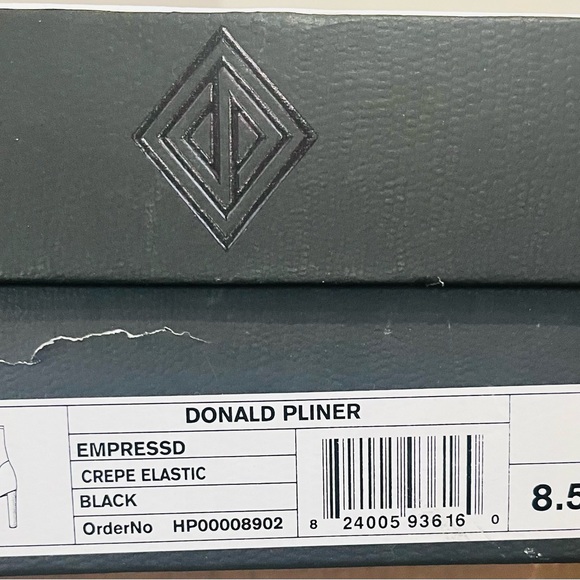 DONALD PLINER
EMPRESSD
CREPE ELASTIC
BLACK
OrderNo HP00008902
8 24005 93616 0
8.5